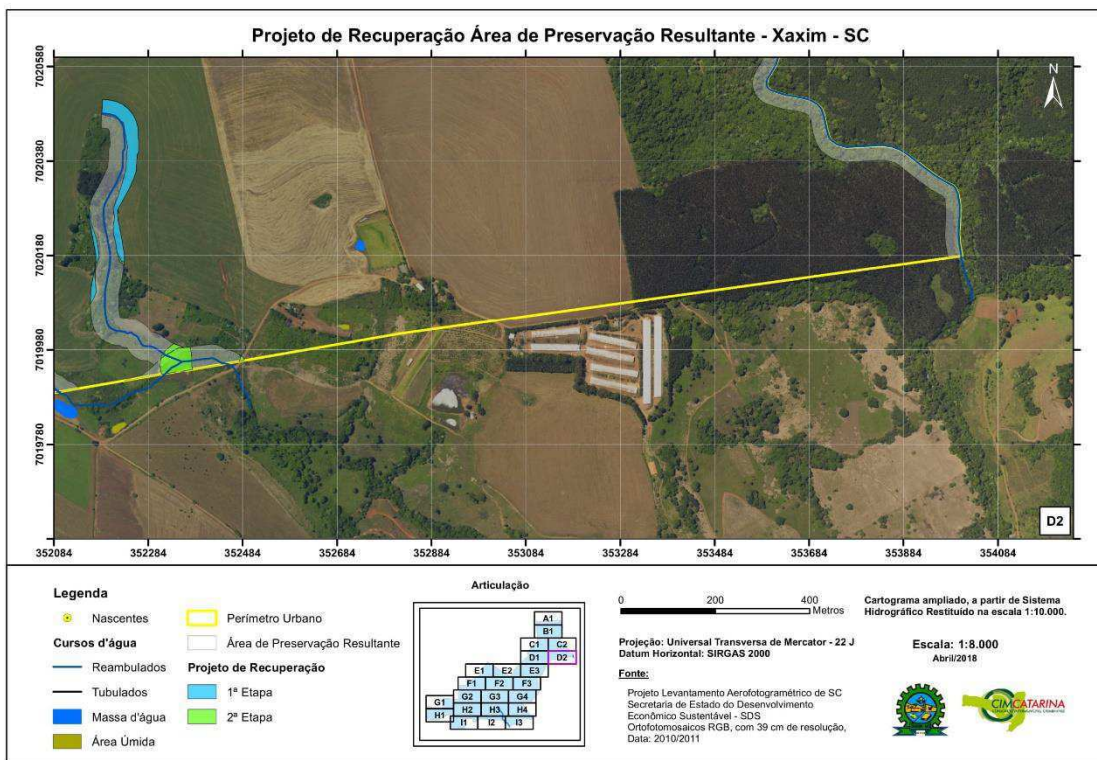 Projeto de Recuperação Área de Preservação Resultante - Xaxim - SC
7020580
7020380
7020180
7019980
7019780
N
D2
352084
352284
352484
352684
352884
353084
353284
353484
353684
353884
354084
Legenda
Nascentes
Cursos d'água
Reambulados
Tubulados
Massa d'água
Área Úmida
Perímetro Urbano
Área de Preservação Resultante
Projeto de Recuperação
1ª Etapa
2ª Etapa
Articulação
A1
B1
C1 C2
D1 D2
E1 E2 E3
F1 F2 F3
G1 G2 G3 G4
H1 H2 H3 H4
I1 I2 I3
0 200 400
Metros
Projeção: Universal Transversa de Mercator - 22 J
Datum Horizontal: SIRGAS 2000
Fonte:
Projeto Levantamento Aerofotogramétrico de SC
Secretaria de Estado do Desenvolvimento
Econômico Sustentável - SDS
Ortofotomosaicos RGB, com 39 cm de resolução,
Data: 2010/2011
Cartograma ampliado, a partir de Sistema
Hidrográfico Restituído na escala 1:10.000.
Escala: 1:8.000
Abril/2018
CIMCATARINA